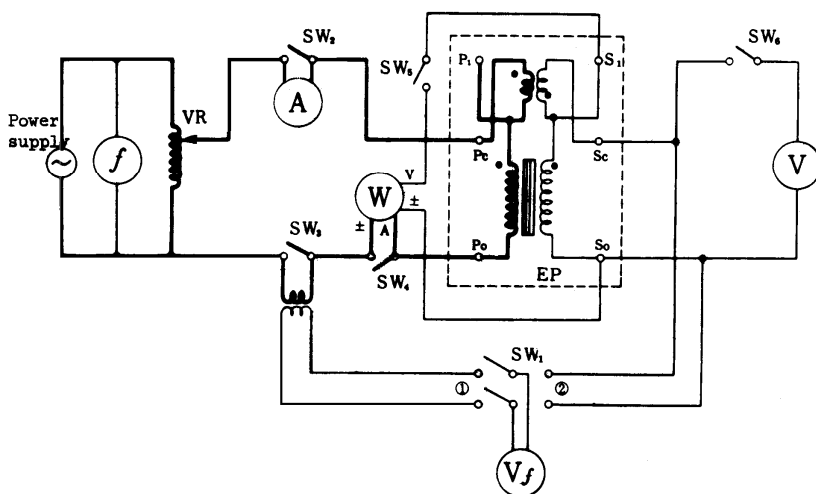 SW₂
SW₆
P₁
S₁
SW₅
A
Power
supply
VR
f
Pc
Sc
V
V
W
±
±
A
SW₃
SW₄
Po
So
EP
SW₁
①
②
Vf